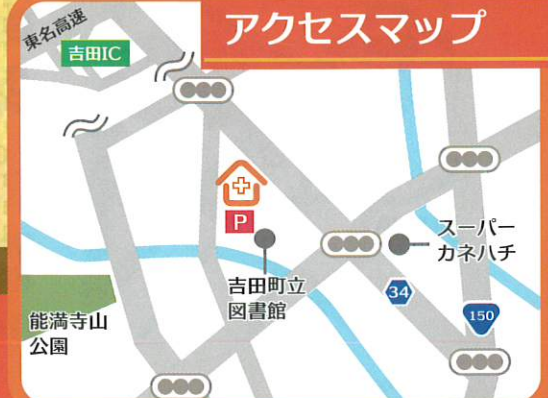 アクセスマップ
東名高速
吉田IC
P
スーパー
カネハチ
吉田町立
図書館
34
150
能満寺山
公園